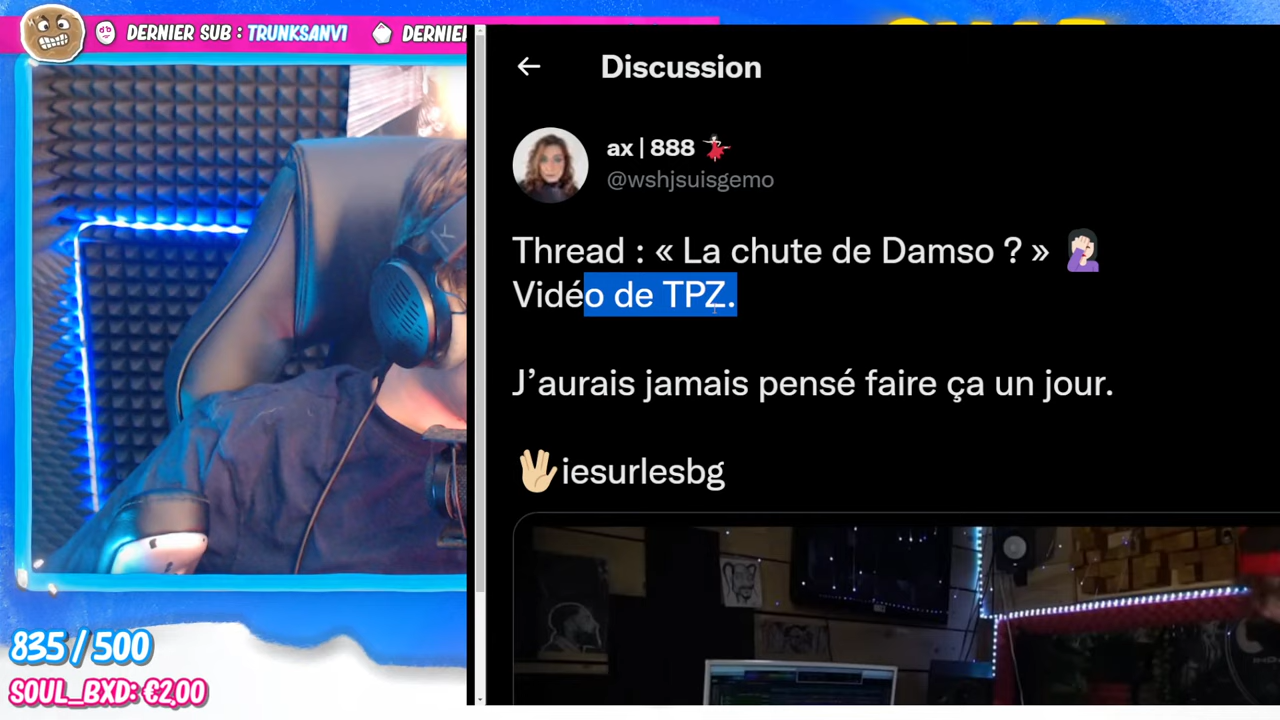 DERNIER SUB : TRUNKSANV1
DERNIE
Discussion
ax | 888
@wshjsuisgemo
Thread : « La chute de Damso ? »
Vidéo de TPZ.
J’aurais jamais pensé faire ça un jour.
iesurlesbg
835 / 500
SOUL_BXD: €2,00